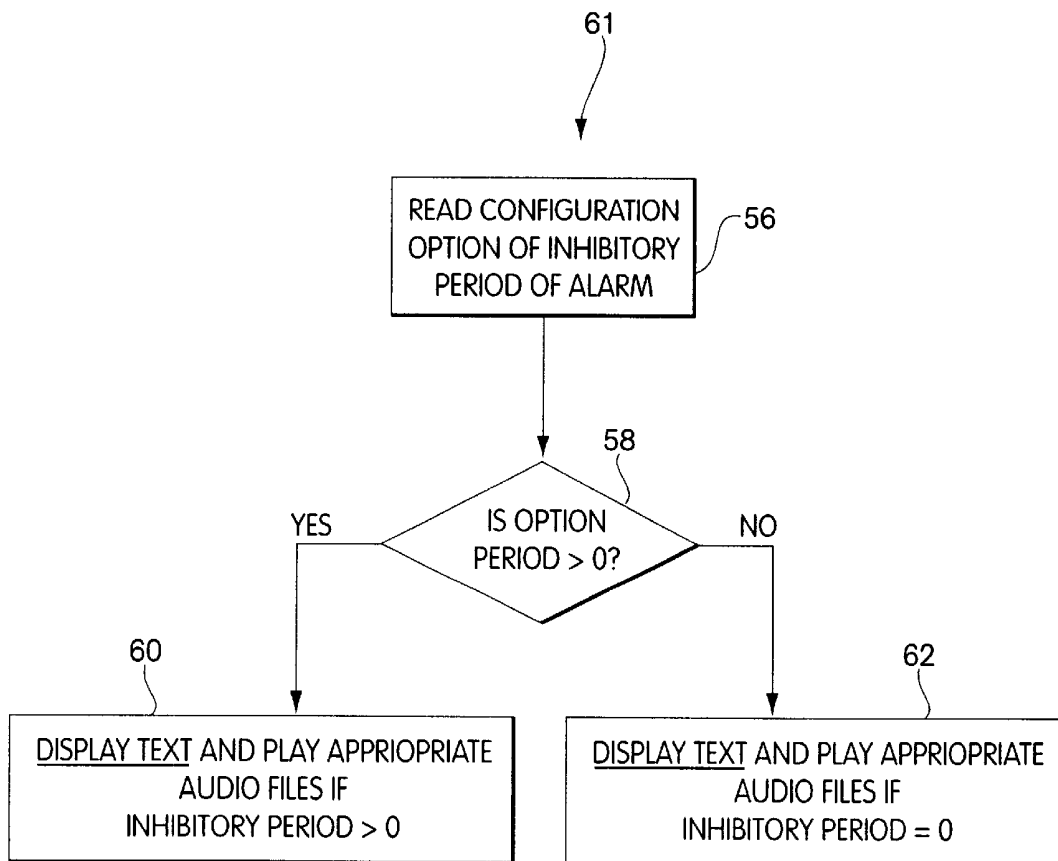 61
READ CONFIGURATION
OPTION OF INHIBITORY
PERIOD OF ALARM
56
58
IS OPTION
PERIOD > 0?
YES
NO
60
DISPLAY TEXT AND PLAY APPRIOPRIATE
AUDIO FILES IF
INHIBITORY PERIOD > 0
62
DISPLAY TEXT AND PLAY APPROPRIATE
AUDIO FILES IF
INHIBITORY PERIOD = 0